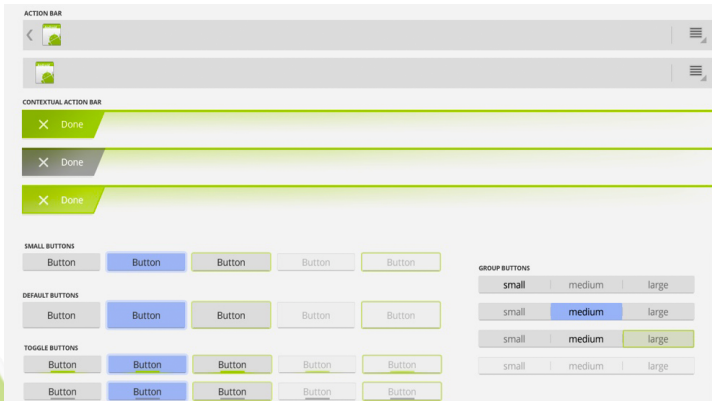 ACTION BAR
CONTEXTUAL ACTION BAR
Done
Done
Done
SMALL BUTTONS
Button Button Button Button Button
DEFAULT BUTTONS
Button Button Button Button Button
TOGGLE BUTTONS
Button Button Button Button Button
Button Button Button Button Button
GROUP BUTTONS
small medium large
small medium large
small medium large
small medium large